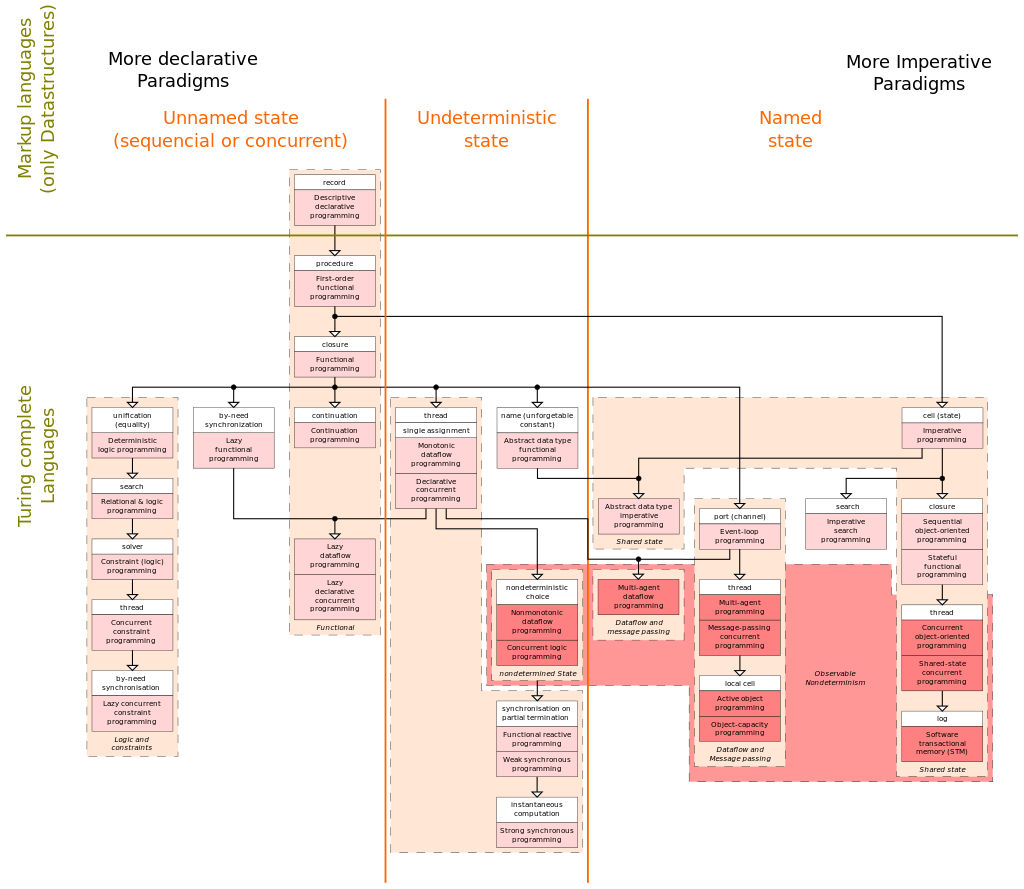 Markup languages
(only Datastructures)
More declarative
Paradigms
More Imperative
Paradigms
Unnamed state
(sequencial or concurrent)
Undeterministic
state
Named
state
record
Descriptive
declarative
programming
procedure
First-order
functional
programming
closure
Functional
programming
Turing complete
Languages
unification
(equality)
Deterministic
logic programming
search
Relational & logic
programming
solver
Constraint (logic)
programming
thread
Concurrent
constraint
programming
by-need
synchronisation
Lazy concurrent
constraint
programming
Logic and
constraints
by-need
synchronization
Lazy
functional
programming
continuation
Continuation
programming
Lazy
dataflow
programming
Lazy
declarative
concurrent
programming
Functional
thread
single assignment
Monotonic
dataflow
programming
Declarative
concurrent
programming
name (unforgetable
constant)
Abstract data type
functional
programming
nondeterministic
choice
Nonmonotonic
dataflow
programming
Concurrent logic
programming
nondetermined State
synchronisation on
partial termination
Functional reactive
programming
Weak synchronous
programming
instantaneous
computation
Strong synchronous
programming
Abstract data type
imperative
programming
Shared state
Multi-agent
dataflow
programming
Dataflow and
message passing
port (channel)
Event-loop
programming
thread
Multi-agent
programming
Message-passing
concurrent
programming
local cell
Active object
programming
Object-capacity
programming
Dataflow and
Message passing
search
Imperative
search
programming
Observable
Nondeterminism
cell (state)
Imperative
programming
closure
Sequential
object-oriented
programming
Stateful
functional
programming
thread
Concurrent
object-oriented
programming
Shared-state
concurrent
programming
log
Software
transactional
memory (STM)
Shared state